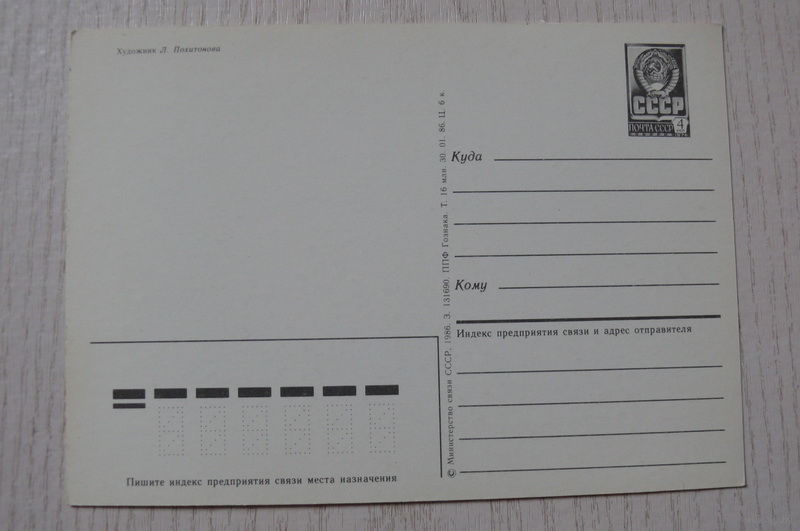 Художник Л. Похитонова
СССР
ПОЧТА СССР 4
Куда
Кому
Индекс предприятия связи и адрес отправителя
© Министерство связи СССР, 1986. З. 131690. ППФ Гознака. Т. 16 млн. 30. 01. 86. Ц. 6 к.
Пишите индекс предприятия связи места назначения